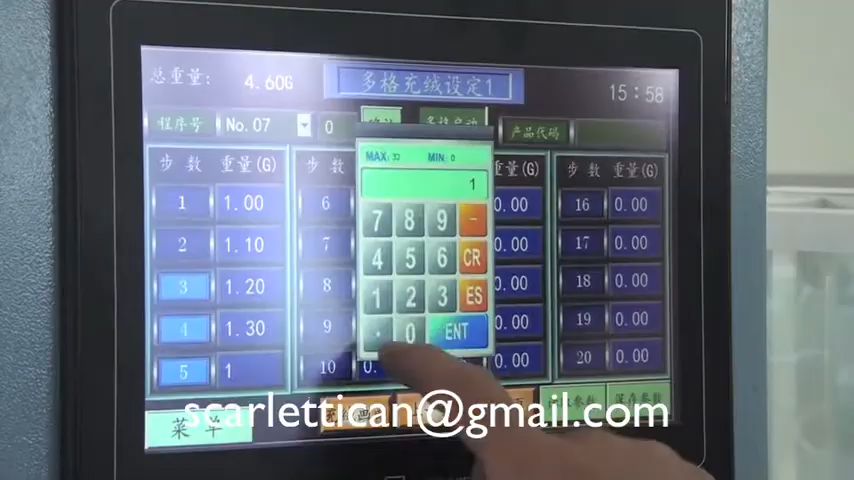 总重量: 4.60G 多格充绒设定1 15:58
程序号 No.07 0 产品代码
步数 重量(G) 步数 重量(G) 步数 重量(G)
MAX: 32 MIN: 0
1
1 1.00 6 0.00 16 0.00
2 1.10 7 0.00 17 0.00
3 1.20 8 0.00 18 0.00
4 1.30 9 0.00 19 0.00
5 1 10 0. 0.00 20 0.00
7 8 9 -
4 5 6 CR
1 2 3 ES
. 0 ENT
菜单 保存参数
scarlettican@gmail.com